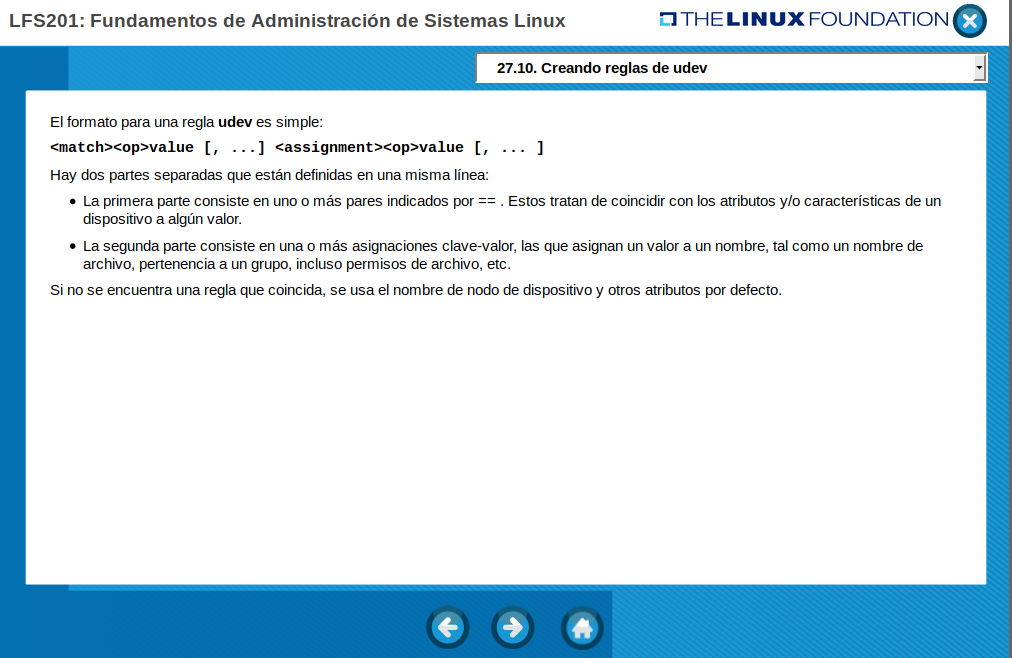 LFS201: Fundamentos de Administración de Sistemas Linux
THE LINUX FOUNDATION
27.10. Creando reglas de udev
El formato para una regla udev es simple:
<match><op>value [, ...] <assignment><op>value [, ... ]
Hay dos partes separadas que están definidas en una misma línea:
• La primera parte consiste en uno o más pares indicados por == . Estos tratan de coincidir con los atributos y/o características de un
dispositivo a algún valor.
• La segunda parte consiste en una o más asignaciones clave-valor, las que asignan un valor a un nombre, tal como un nombre de
archivo, pertenencia a un grupo, incluso permisos de archivo, etc.
Si no se encuentra una regla que coincida, se usa el nombre de nodo de dispositivo y otros atributos por defecto.